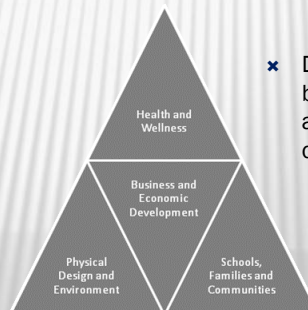 Health and
Wellness
Business and
Economic
Development
Physical
Design and
Environment
Schools,
Families and
Communities